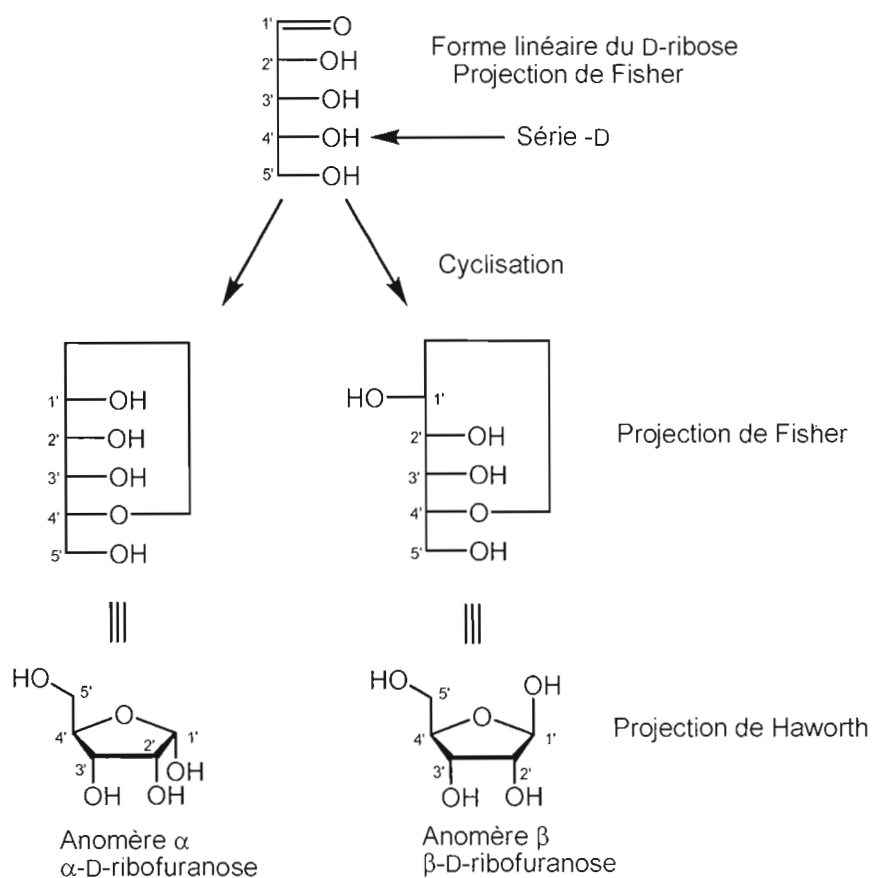 1' O
Forme linéaire du D-ribose
2' OH
Projection de Fisher
3' OH
4' OH
Série -D
5' OH
Cyclisation
1' OH
HO 1'
2' OH
2' OH
Projection de Fisher
3' OH
3' OH
4' O
4' O
5' OH
5' OH
HO 5'
O
4' 1'
2'
3' OH
OH OH
HO 5' OH
O
4' 1'
3' 2'
OH OH
Projection de Haworth
Anomère α
α-D-ribofuranose
Anomère β
β-D-ribofuranose